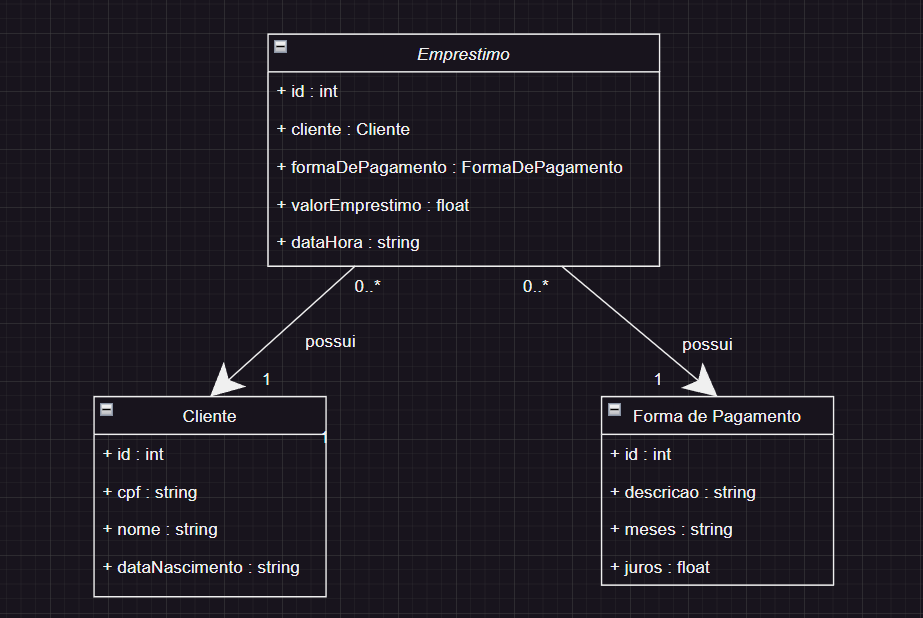 Emprestimo
+ id : int
+ cliente : Cliente
+ formaDePagamento : FormaDePagamento
+ valorEmprestimo : float
+ dataHora : string
0..*
0..*
possui
possui
1
1
Cliente
1
+ id : int
+ cpf : string
+ nome : string
+ dataNascimento : string
Forma de Pagamento
+ id : int
+ descricao : string
+ meses : string
+ juros : float